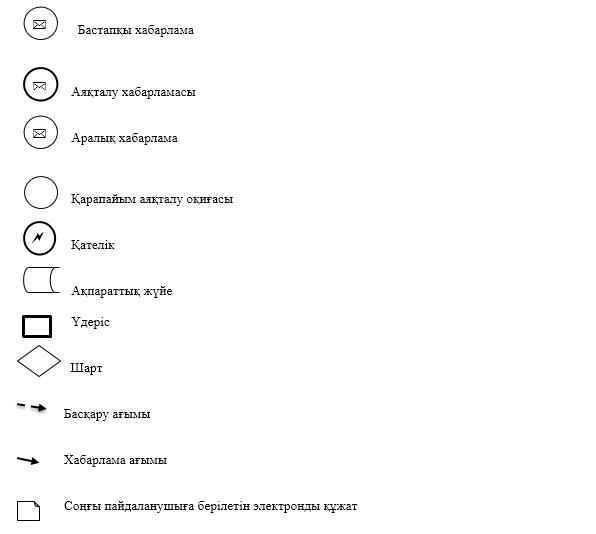 Бастапқы хабарлама
Аяқталу хабарламасы
Аралық хабарлама
Қарапайым аяқталу оқиғасы
Қателік
Ақпараттық жүйе
Үдеріс
Шарт
Басқару ағымы
Хабарлама ағымы
Соңғы пайдаланушыға берілетін электронды құжат